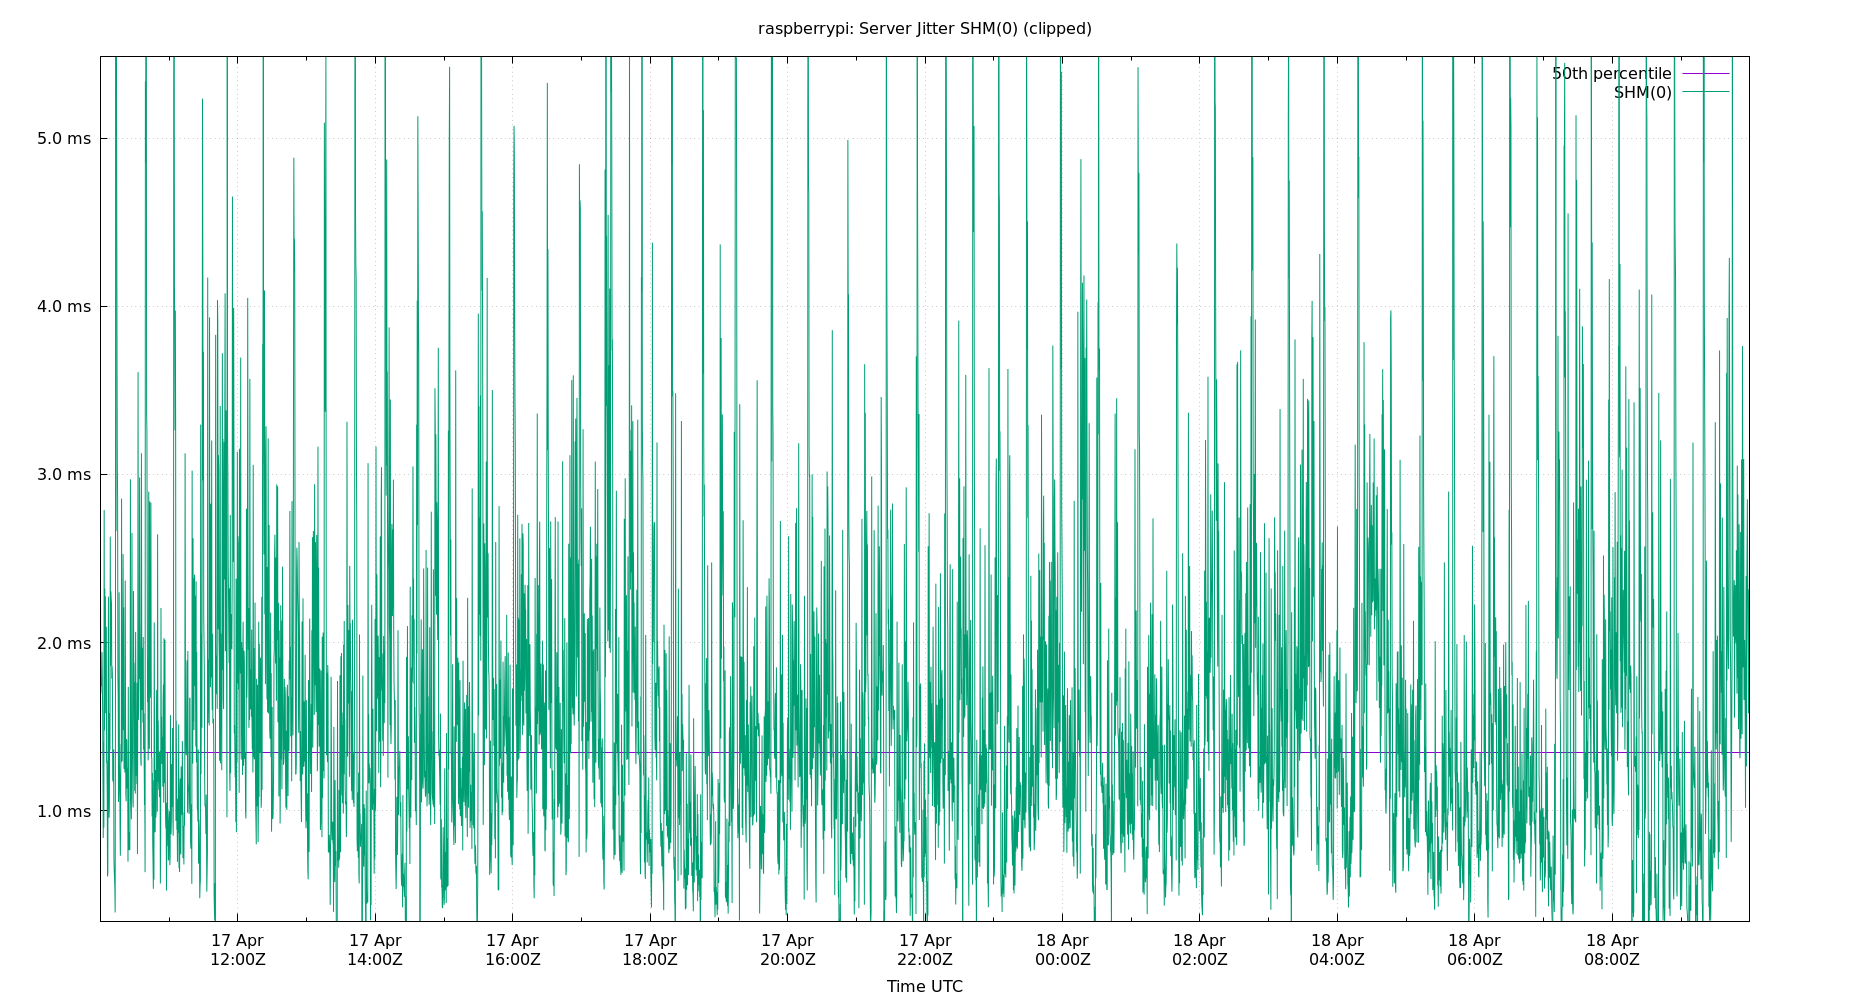 raspberrypi: Server Jitter SHM(0) (clipped)
50th percentile
SHM(0)
5.0 ms
4.0 ms
3.0 ms
2.0 ms
1.0 ms
17 Apr 17 Apr 17 Apr 17 Apr 17 Apr 17 Apr 18 Apr 18 Apr 18 Apr 18 Apr 18 Apr
12:00Z 14:00Z 16:00Z 18:00Z 20:00Z 22:00Z 00:00Z 02:00Z 04:00Z 06:00Z 08:00Z
Time UTC